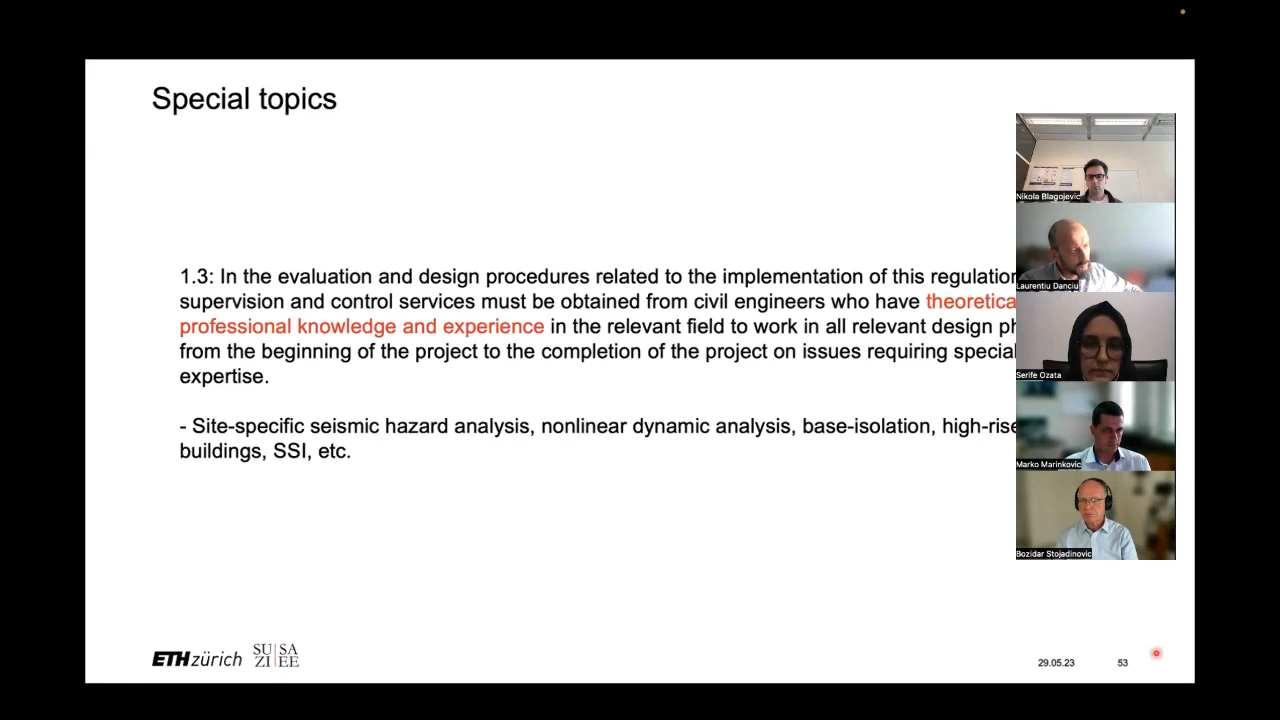 Special topics
1.3: In the evaluation and design procedures related to the implementation of this regulation
supervision and control services must be obtained from civil engineers who have theoretica
professional knowledge and experience in the relevant field to work in all relevant design ph
from the beginning of the project to the completion of the project on issues requiring special
expertise.
- Site-specific seismic hazard analysis, nonlinear dynamic analysis, base-isolation, high-rise
buildings, SSI, etc.
Nikola Blagojevic
Laurentiu Danciu
Serife Ozata
Marko Marinkovic
Bozidar Stojadinovic
ETH zürich
SU|SA
ZI|EE
29.05.23
53